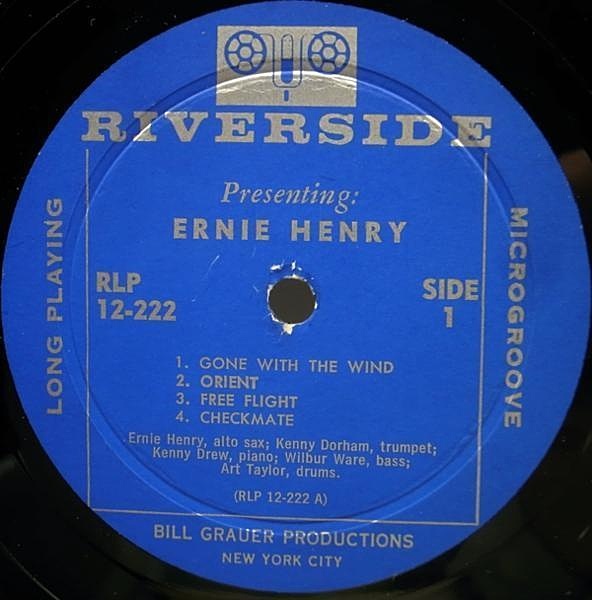 RIVERSIDE
Presenting:
ERNIE HENRY
LONG PLAYING
MICROGROOVE
RLP
12-222
SIDE
1
1. GONE WITH THE WIND
2. ORIENT
3. FREE FLIGHT
4. CHECKMATE
Ernie Henry, alto sax; Kenny Dorham, trumpet;
Kenny Drew, piano; Wilbur Ware, bass;
Art Taylor, drums.
(RLP 12-222 A)
BILL GRAUER PRODUCTIONS
NEW YORK CITY